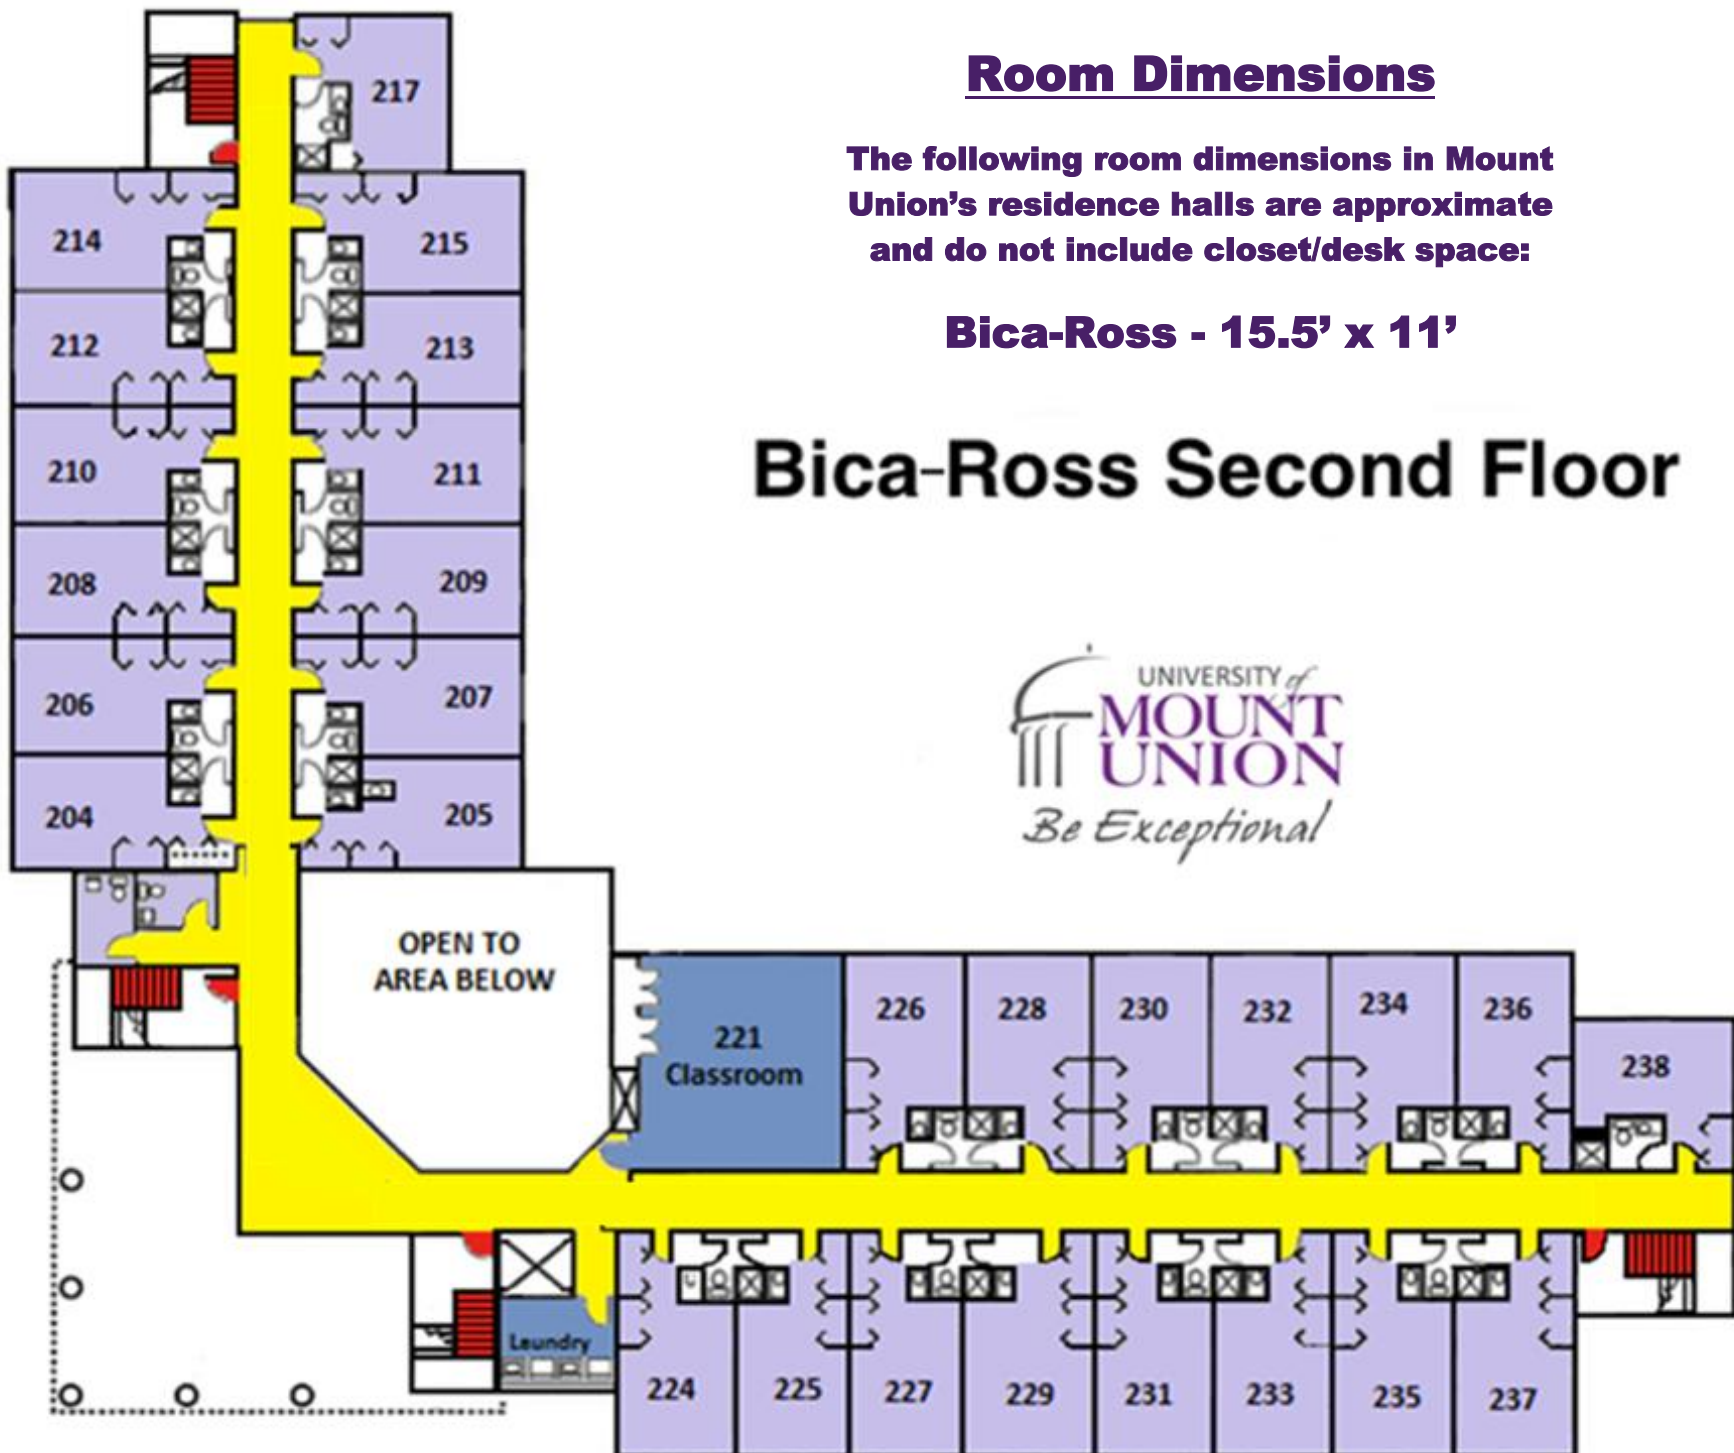 Room Dimensions
The following room dimensions in Mount
Union’s residence halls are approximate
and do not include closet/desk space:
Bica-Ross - 15.5’ x 11’
Bica-Ross Second Floor
UNIVERSITY of
MOUNT
UNION
Be Exceptional
217
214
215
212
213
210
211
208
209
206
207
204
205
OPEN TO
AREA BELOW
221
Classroom
226
228
230
232
234
236
238
Laundry
224
225
227
229
231
233
235
237